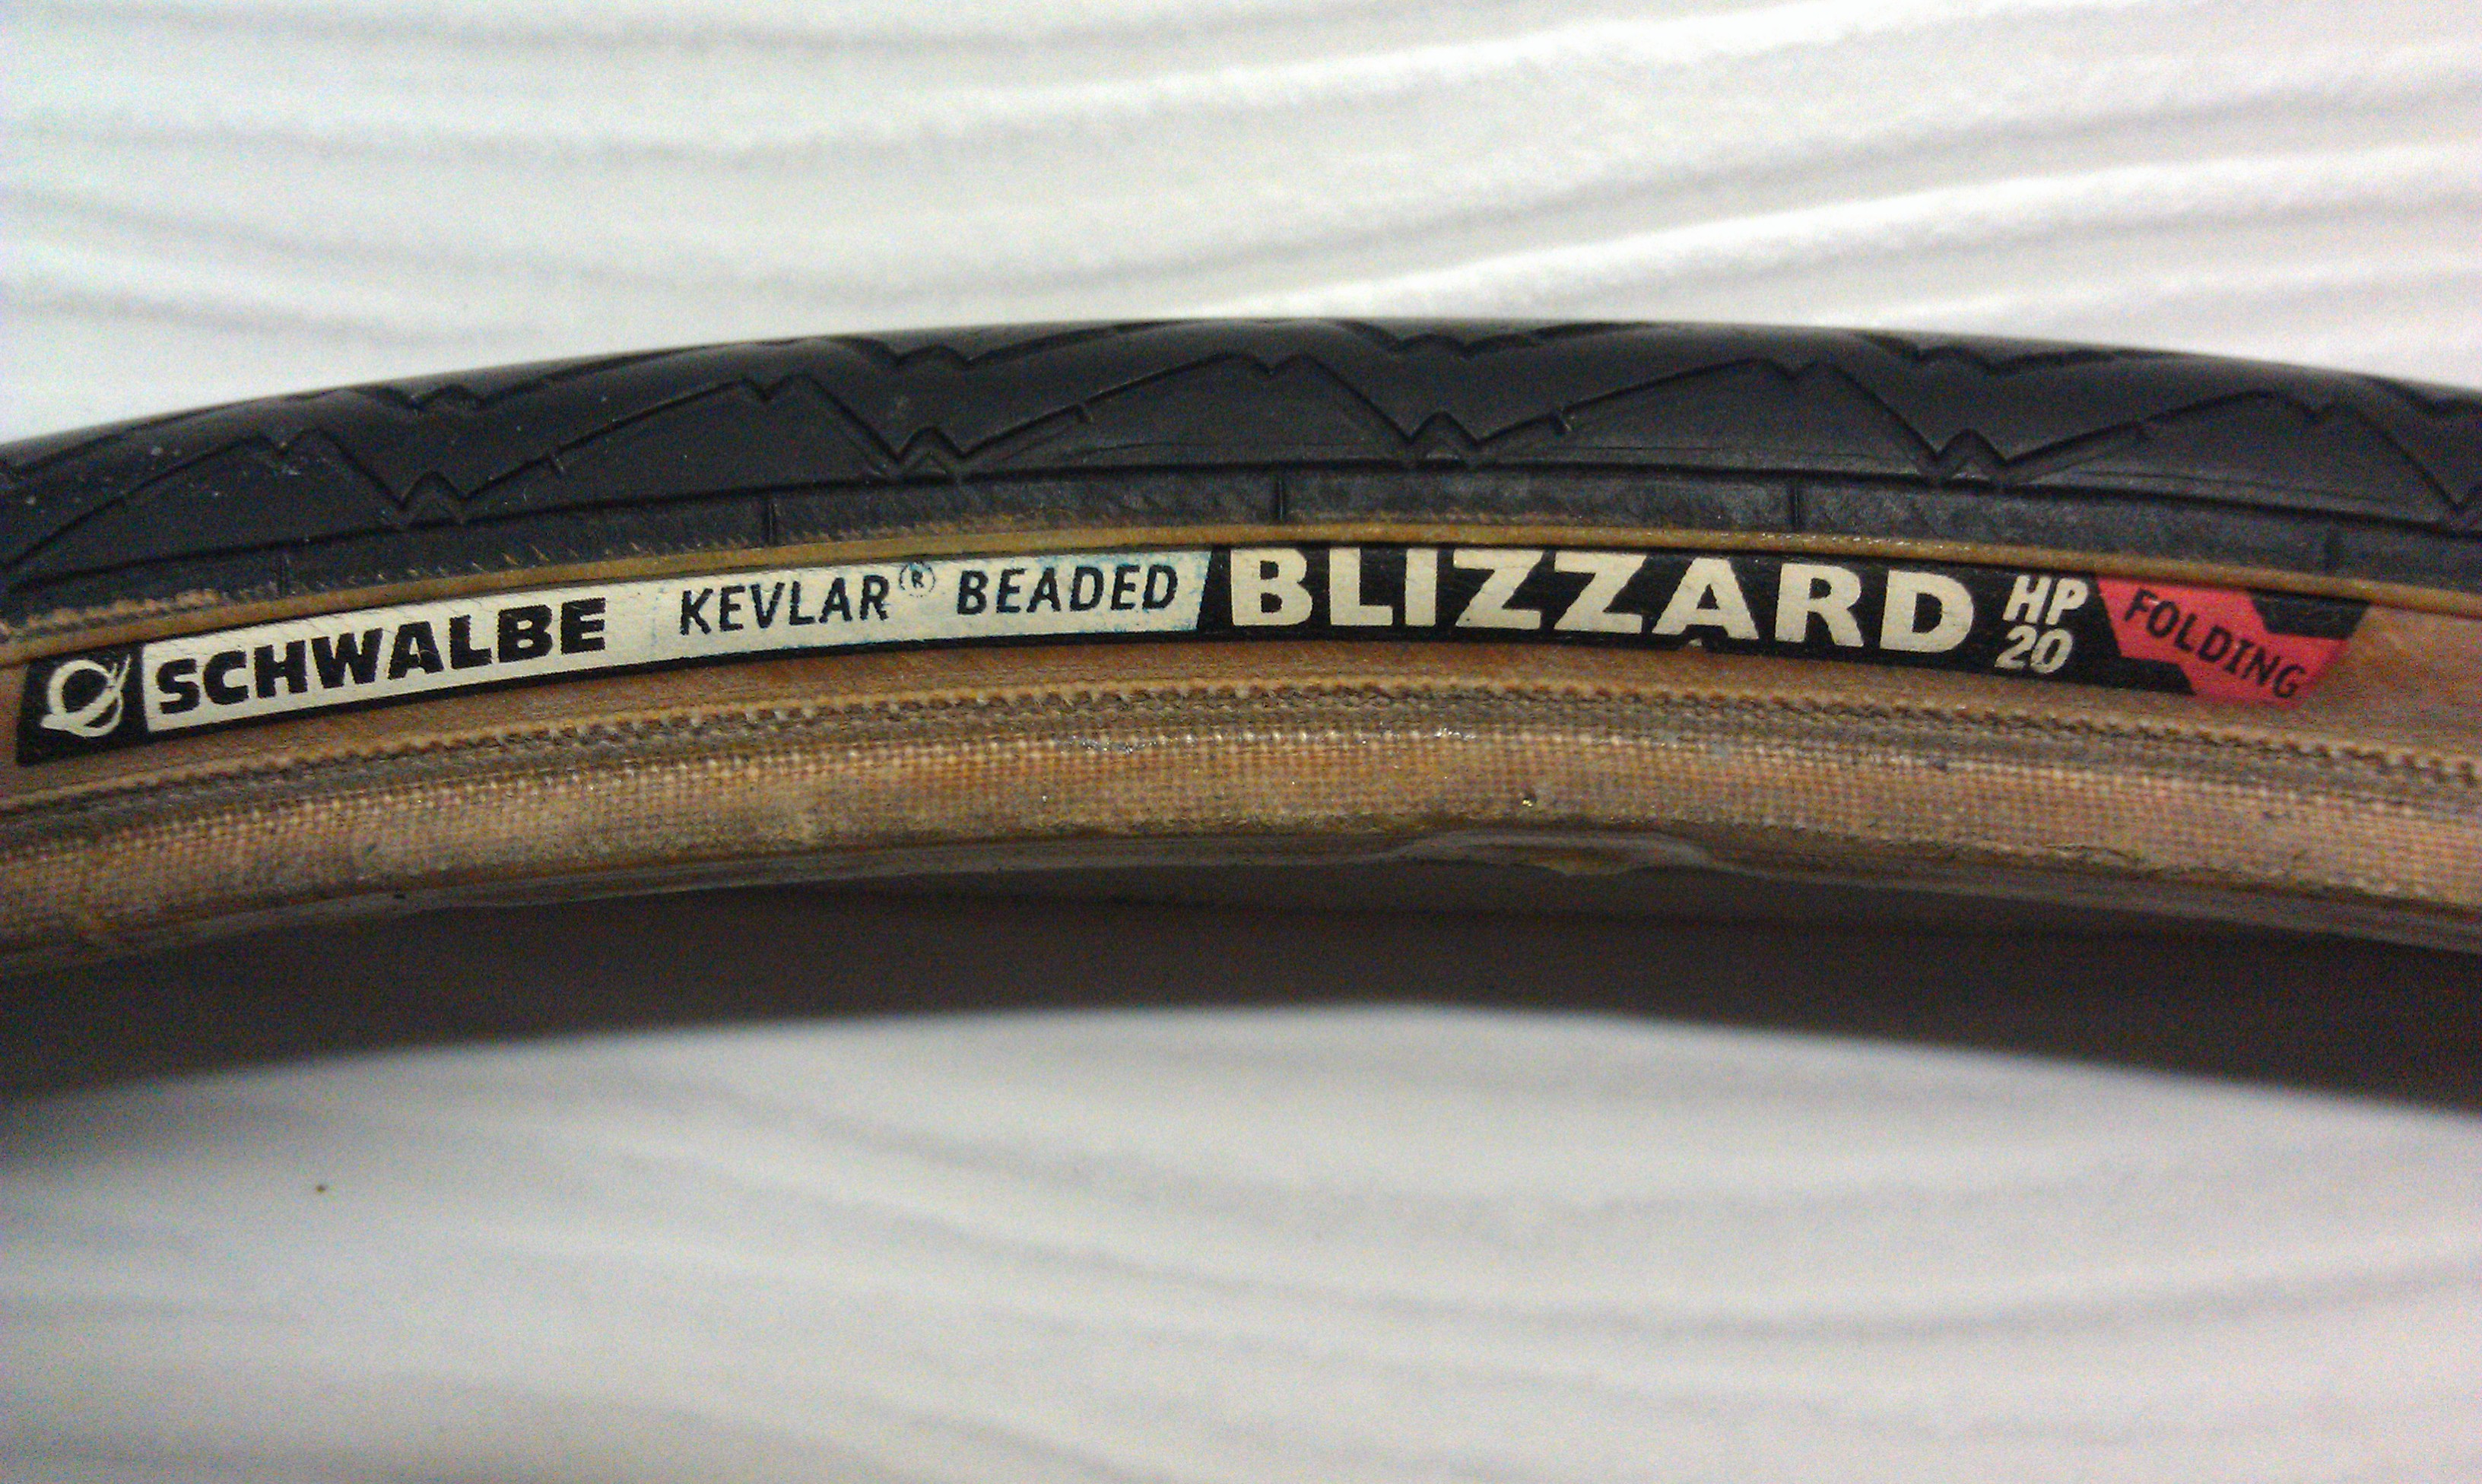 SCHWALBE KEVLAR® BEADED BLIZZARD HP 20 FOLDING